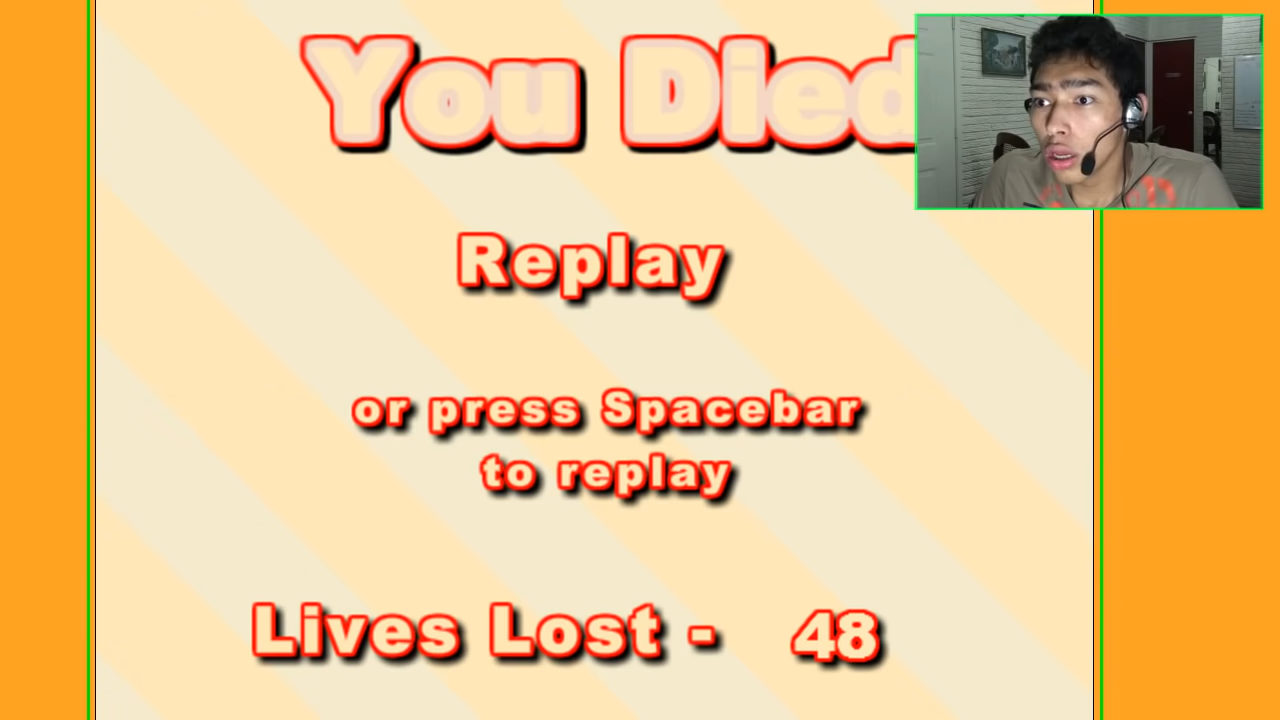 You Died
Replay
or press Spacebar
to replay
Lives Lost - 48